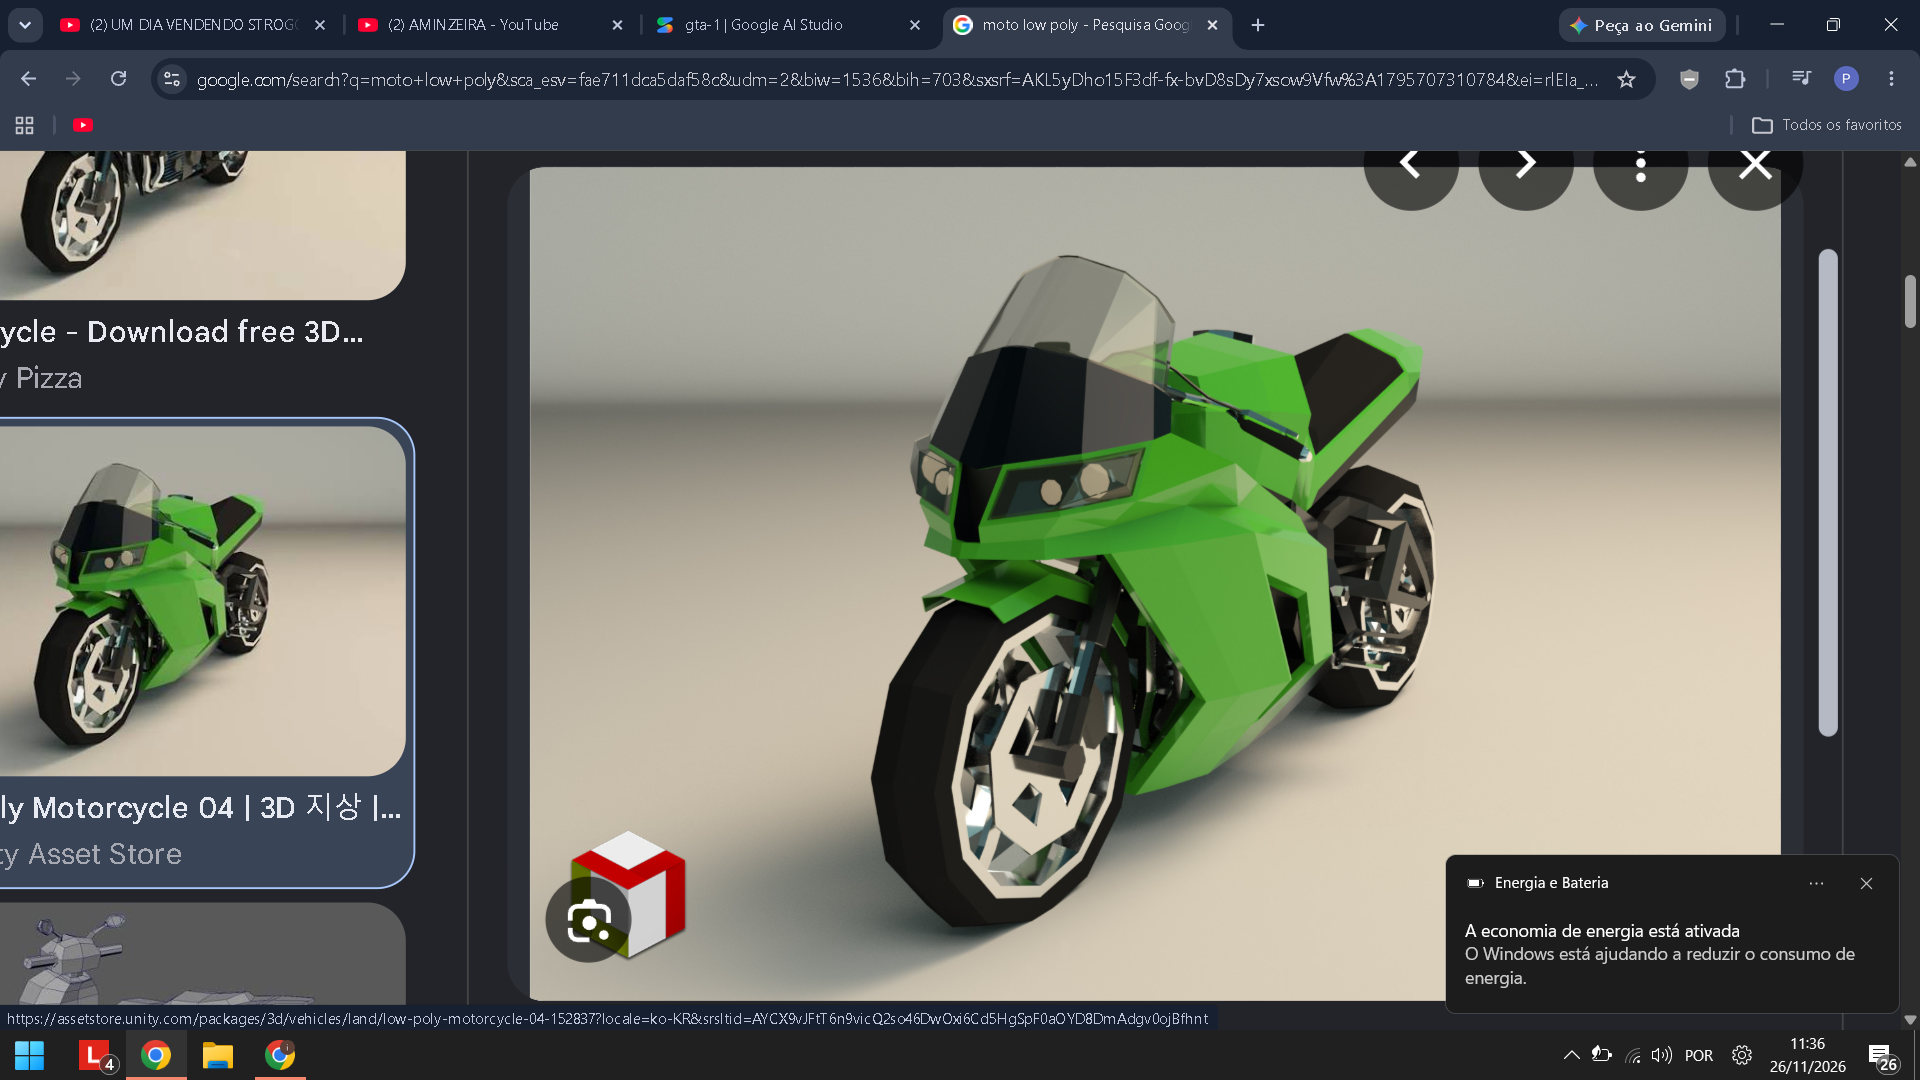 (2) UM DIA VENDENDO STROG
(2) AMINZEIRA - YouTube
gta-1 | Google AI Studio
moto low poly - Pesquisa Goog
Peça ao Gemini
google.com/search?q=moto+low+poly&sca_esv=fae711dca5daf58c&udm=2&biw=1536&bih=703&sxsrf=AKL5yDho15F3df-fx-bvD8sDy7xsow9Vfw%3A1795707310784&ei=rlEIa_...
P
Todos os favoritos
ycle - Download free 3D...
y Pizza
ly Motorcycle 04 | 3D 지상 |...
ty Asset Store
Energia e Bateria
A economia de energia está ativada
O Windows está ajudando a reduzir o consumo de
energia.
https://assetstore.unity.com/packages/3d/vehicles/land/low-poly-motorcycle-04-152837?locale=ko-KR&srsltid=AYCX9vJFtT6n9vicQ2so46DwOxi6Cd5HgSpF0aOYD8DmAdgv0ojBfhnt
L 4
POR
11:36
26/11/2026
26